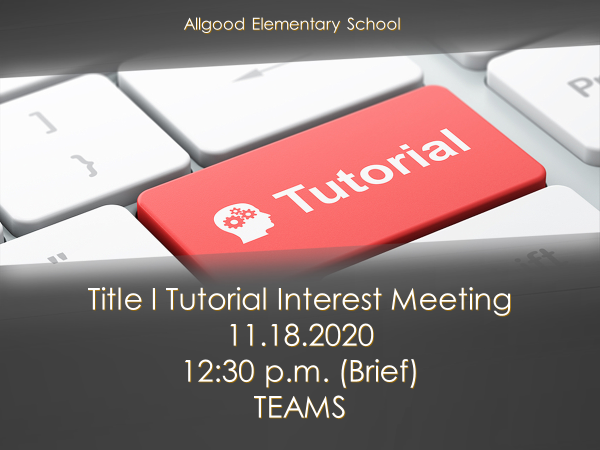 Allgood Elementary School
]
}
"
Tutorial
Title I Tutorial Interest Meeting
11.18.2020
12:30 p.m. (Brief)
TEAMS